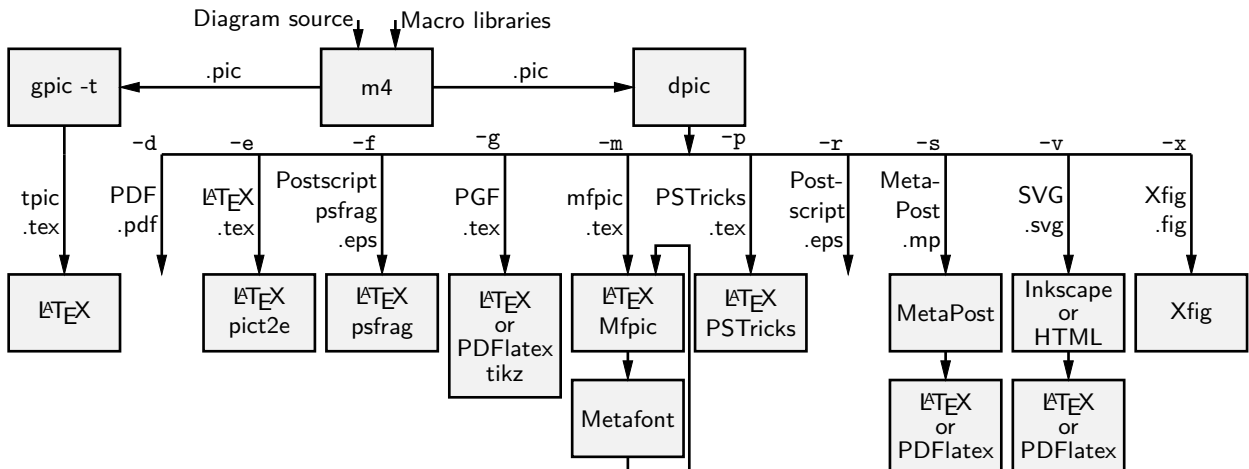 Diagram source
Macro libraries
gpic -t
.pic
m4
.pic
dpic
-d
-e
-f
-g
-m
-p
-r
-s
-v
-x
tpic
.tex
PDF
.pdf
LATEX
.tex
Postscript
psfrag
.eps
PGF
.tex
mfpic
.tex
PSTricks
.tex
Post-
script
.eps
Meta-
Post
.mp
SVG
.svg
Xfig
.fig
LATEX
LATEX
pict2e
LATEX
psfrag
LATEX
or
PDFlatex
tikz
LATEX
Mfpic
LATEX
PSTricks
MetaPost
Inkscape
or
HTML
Xfig
Metafont
LATEX
or
PDFlatex
LATEX
or
PDFlatex